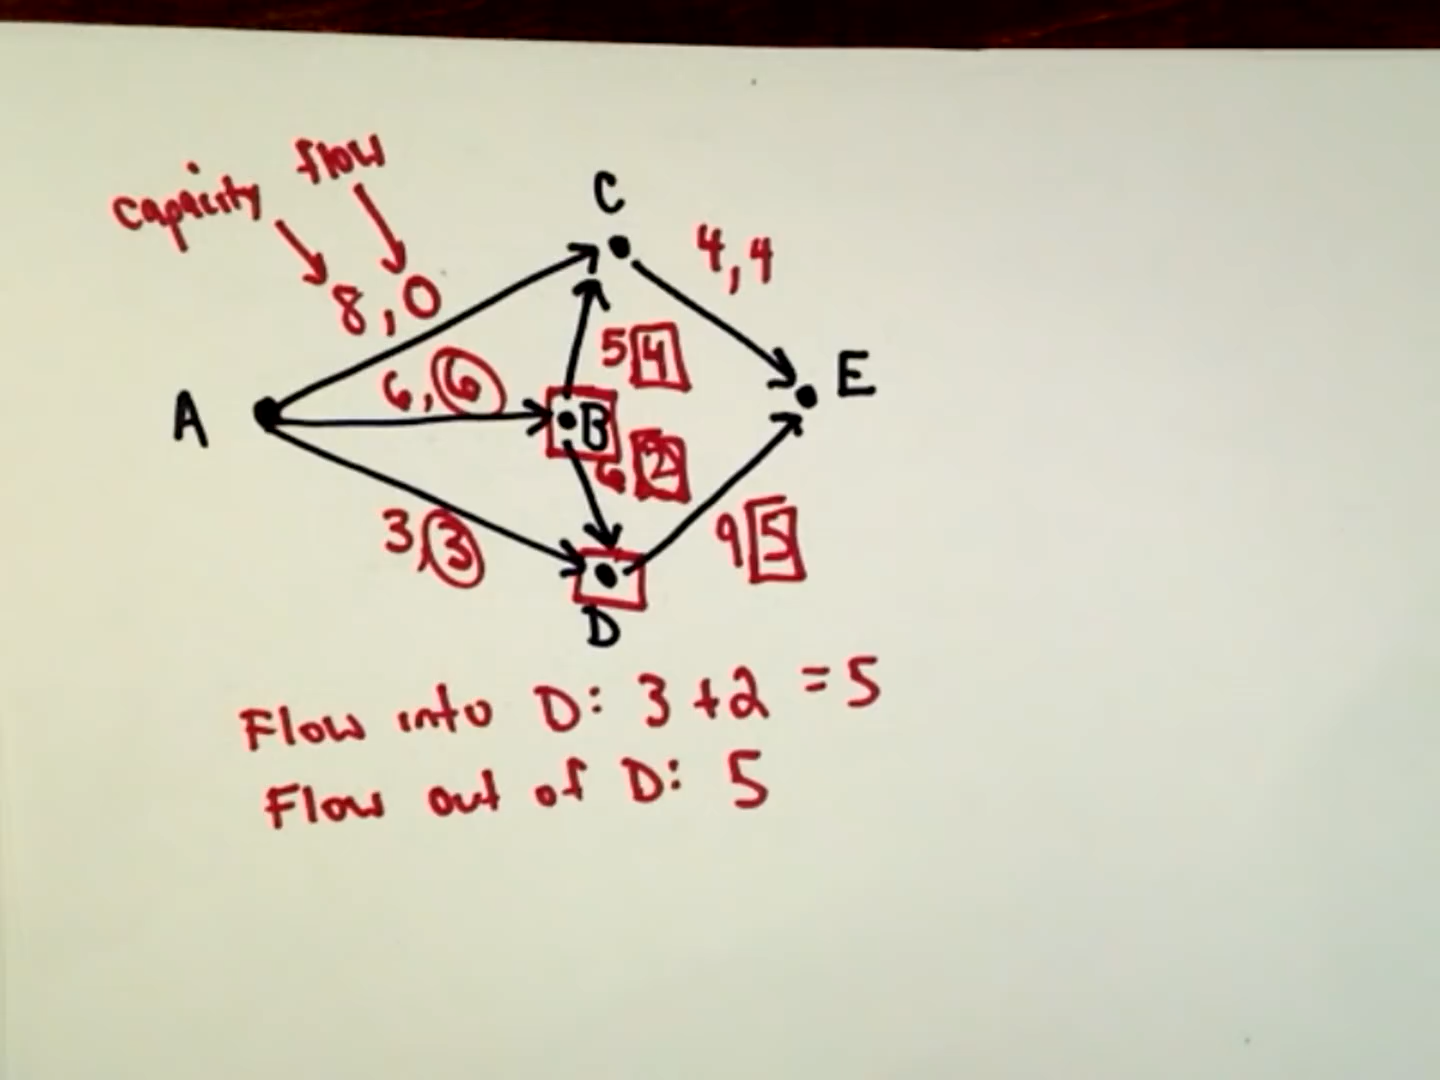 capacity flow
8,0
C
4,4
5 4
E
6,6
A
B
6 2
3,3
9 5
D
Flow into D: 3+2 = 5
Flow out of D: 5